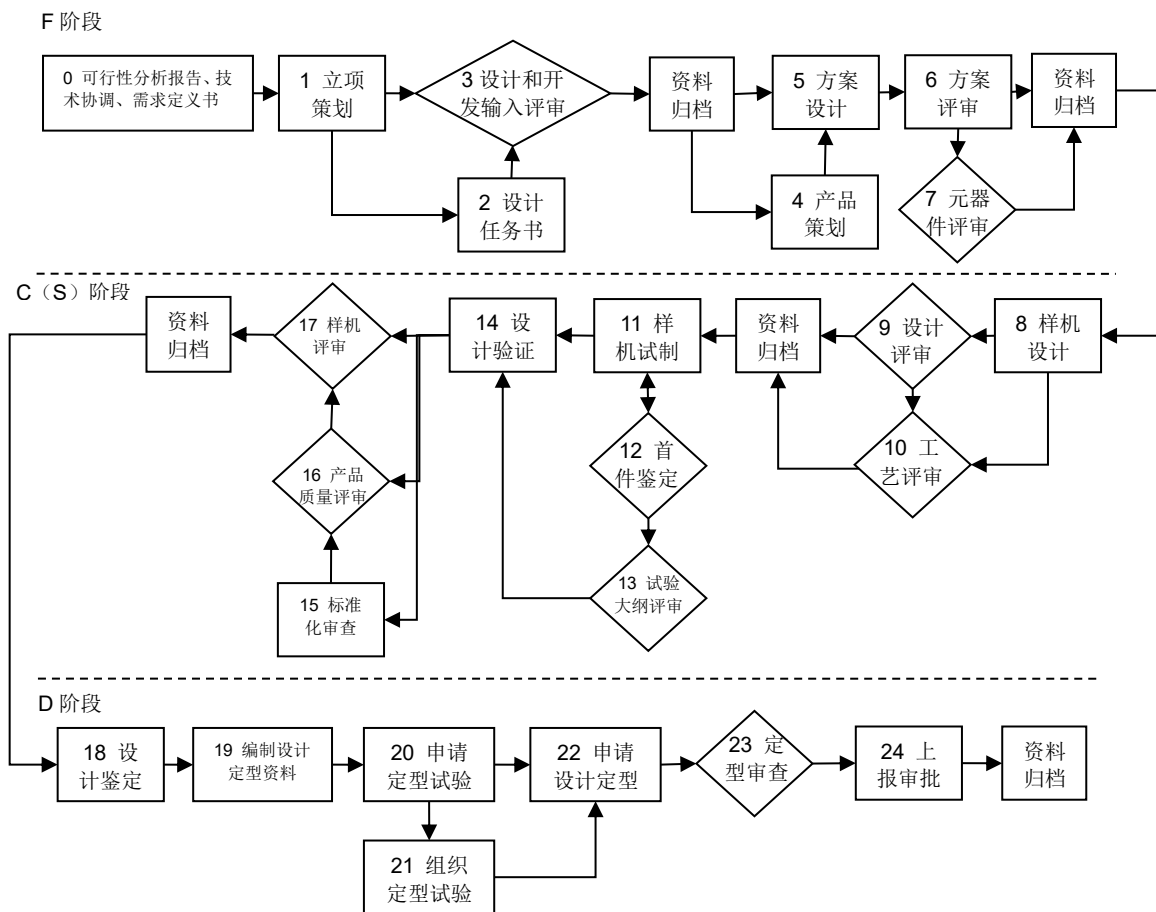 F 阶段
0 可行性分析报告、技
术协调、需求定义书
1 立项
策划
3 设计和开
发输入评审
资料
归档
5 方案
设计
6 方案
评审
资料
归档
2 设计
任务书
4 产品
策划
7 元器
件评审
C（S）阶段
资料
归档
17 样机
评审
14 设
计验证
11 样
机试制
资料
归档
9 设计
评审
8 样机
设计
16 产品
质量评审
12 首
件鉴定
10 工
艺评审
15 标准
化审查
13 试验
大纲评审
D 阶段
18 设
计鉴定
19 编制设计
定型资料
20 申请
定型试验
22 申请
设计定型
23 定
型审查
24 上
报审批
资料
归档
21 组织
定型试验